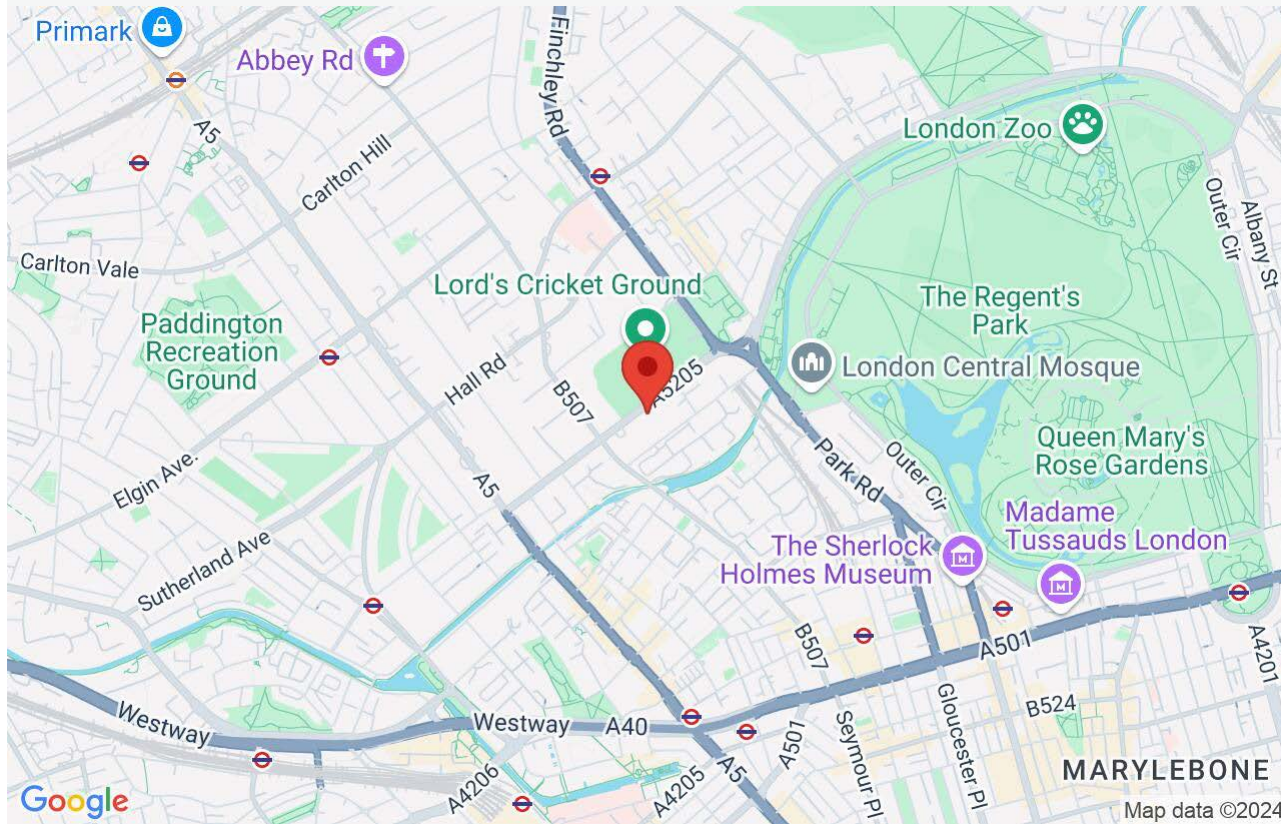 Primark
Abbey Rd
Finchley Rd
A5
Carlton Hill
London Zoo
Outer Cir
Albany St
Carlton Vale
Lord's Cricket Ground
The Regent's
Park
Paddington
Recreation
Ground
Hall Rd
B507
A5205
London Central Mosque
Elgin Ave.
A5
Park Rd
Outer Cir
Queen Mary's
Rose Gardens
Sutherland Ave
The Sherlock
Holmes Museum
Madame
Tussauds London
B507
A501
A4201
Westway
Westway
A40
A501
Seymour Pl
Gloucester Pl
B524
A4206
A4205
A5
MARYLEBONE
Google
Map data ©2024